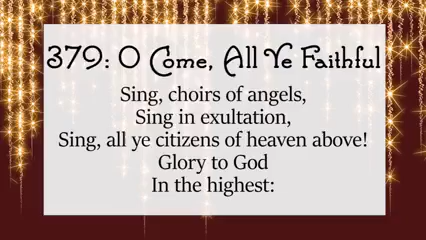 379: O Come, All Ye Faithful
Sing, choirs of angels,
Sing in exultation,
Sing, all ye citizens of heaven above!
Glory to God
In the highest: